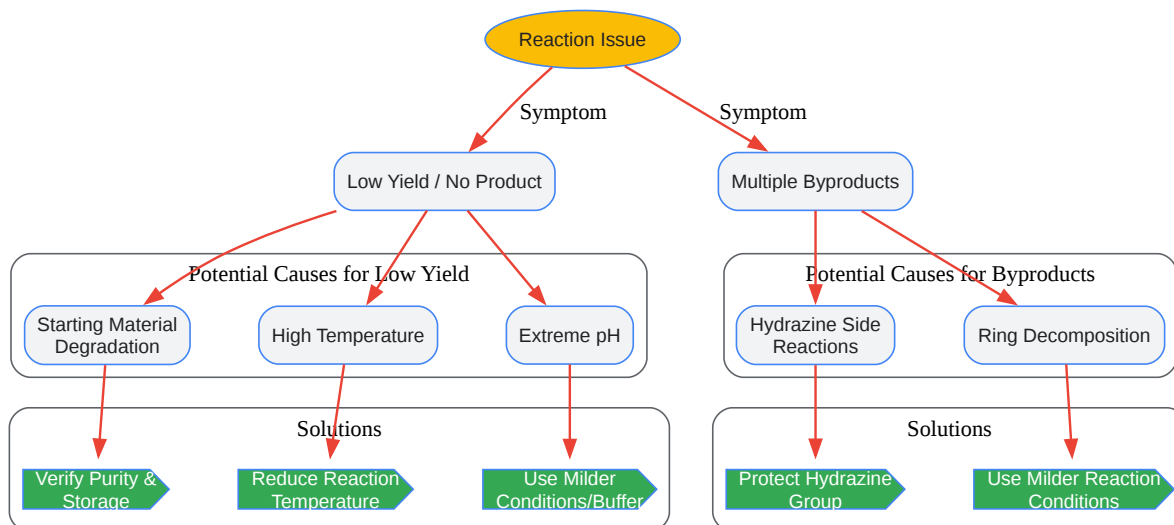 Reaction Issue
Symptom
Symptom
Low Yield / No Product
Multiple Byproducts
Potential Causes for Low Yield
Potential Causes for Byproducts
Starting Material
Degradation
High Temperature
Extreme pH
Hydrazine Side
Reactions
Ring Decomposition
Solutions
Solutions
Verify Purity &
Storage
Reduce Reaction
Temperature
Use Milder
Conditions/Buffer
Protect Hydrazine
Group
Use Milder Reaction
Conditions